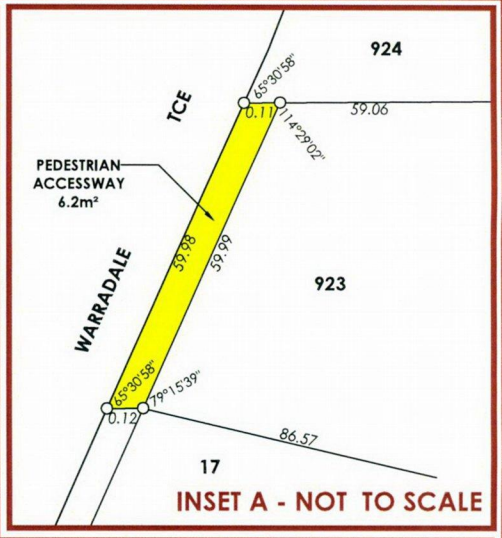 924
65°30'58"
TCE
0.11
59.06
114°29'02"
PEDESTRIAN
ACCESSWAY
6.2m²
59.98
59.99
923
WARRADALE
65°30'58"
79°15'39"
0.12
86.57
17
INSET A - NOT TO SCALE